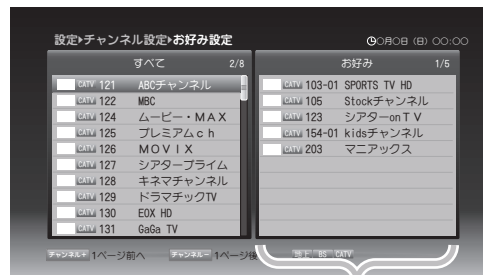 設定▸チャンネル設定▸お好み設定
○月○日 (日) ○○:○○
すべて 2/8
CATV 121 ABCチャンネル
CATV 122 MBC
CATV 124 ムービー・MAX
CATV 125 プレミアムｃｈ
CATV 126 ＭＯＶＩＸ
CATV 127 シアタープライム
CATV 128 キネマチャンネル
CATV 129 ドラマチックTV
CATV 130 EOX HD
CATV 131 GaGa TV
お好み 1/5
CATV 103-01 SPORTS TV HD
CATV 105 Stockチャンネル
CATV 123 シアターonＴＶ
CATV 154-01 kidsチャンネル
CATV 203 マニアックス
チャンネル＋ 1ページ前へ チャンネル－ 1ページ後 地上 BS CATV